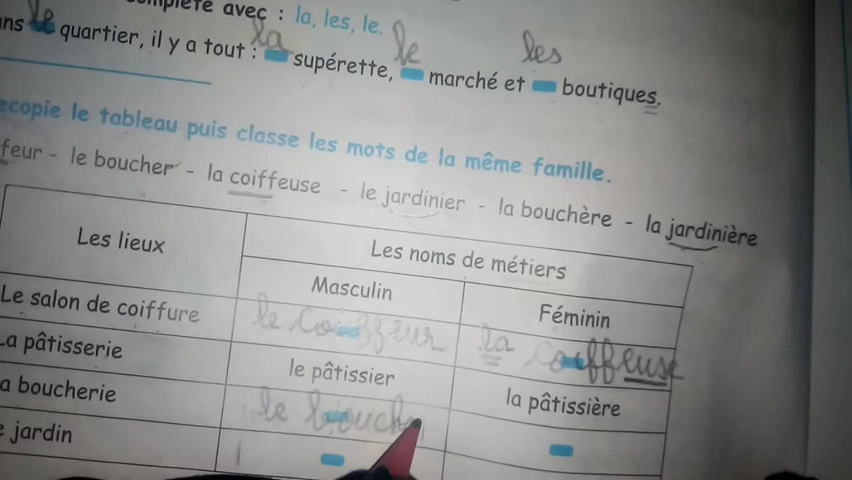 complète avec : la, les, le.
le la le les
quartier, il y a tout : supérette, marché et boutiques.
ecopie le tableau puis classe les mots de la même famille.
feur - le boucher - la coiffeuse - le jardinier - la bouchère - la jardinière
Les lieux Les noms de métiers
Masculin Féminin
Le salon de coiffure le coiffeur la coiffeuse
La pâtisserie le pâtissier la pâtissière
a boucherie le bouche
e jardin